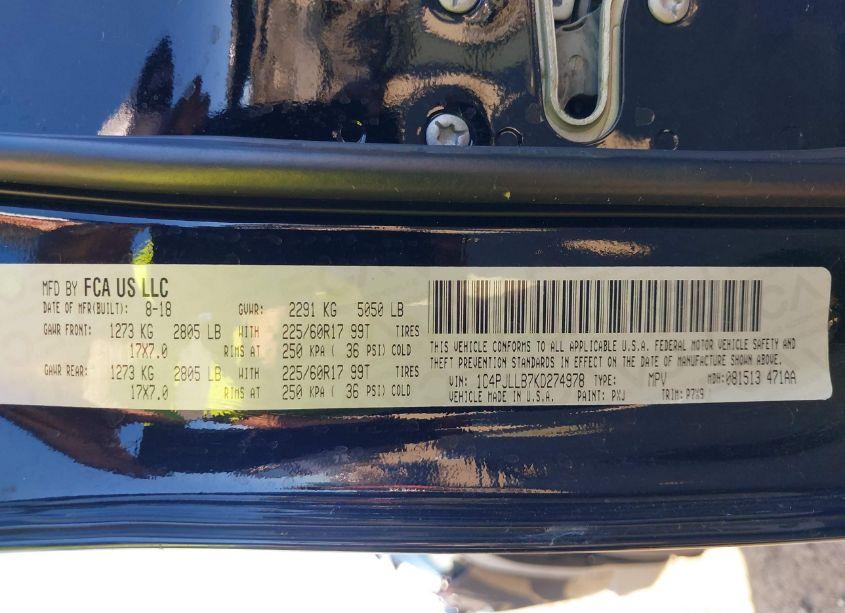 MFD BY FCA US LLC
DATE OF MFR(BUILT): 8-18 GVWR: 2291 KG 5050 LB
GAWR FRONT: 1273 KG 2805 LB WITH 225/60R17 99T TIRES
17X7.0 RIMS AT 250 KPA ( 36 PSI) COLD
GAWR REAR: 1273 KG 2805 LB WITH 225/60R17 99T TIRES
17X7.0 RIMS AT 250 KPA ( 36 PSI) COLD
THIS VEHICLE CONFORMS TO ALL APPLICABLE U.S.A. FEDERAL MOTOR VEHICLE SAFETY AND
THEFT PREVENTION STANDARDS IN EFFECT ON THE DATE OF MANUFACTURE SHOWN ABOVE.
VIN: 1C4PJLLB7KD274978 TYPE: MPV MDH: 081513 471AA
VEHICLE MADE IN U.S.A. PAINT: PXJ TRIM: